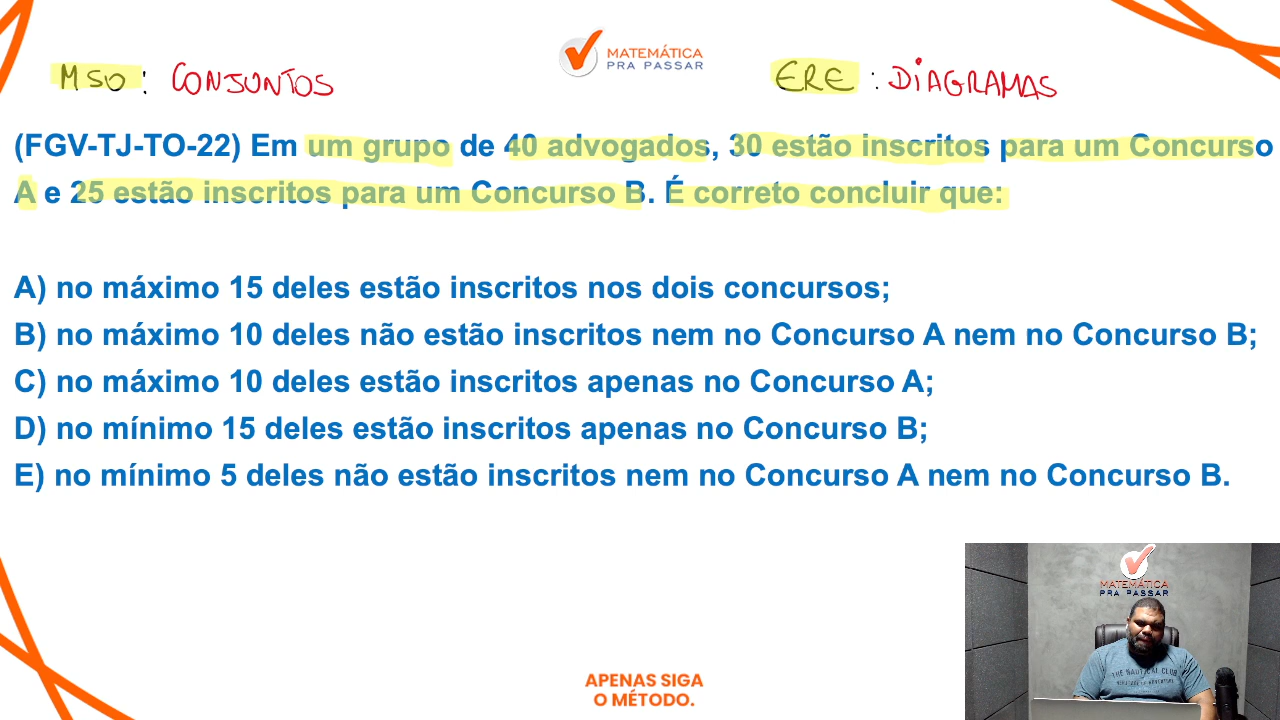 MATEMÁTICA
PRA PASSAR
MSO : CONJUNTOS
ERE : DIAGRAMAS
(FGV-TJ-TO-22) Em um grupo de 40 advogados, 30 estão inscritos para um Concurso
A e 25 estão inscritos para um Concurso B. É correto concluir que:
A) no máximo 15 deles estão inscritos nos dois concursos;
B) no máximo 10 deles não estão inscritos nem no Concurso A nem no Concurso B;
C) no máximo 10 deles estão inscritos apenas no Concurso A;
D) no mínimo 15 deles estão inscritos apenas no Concurso B;
E) no mínimo 5 deles não estão inscritos nem no Concurso A nem no Concurso B.
MATEMÁTICA
PRA PASSAR
THE NAUTICAL CLUB
APENAS SIGA
O MÉTODO.